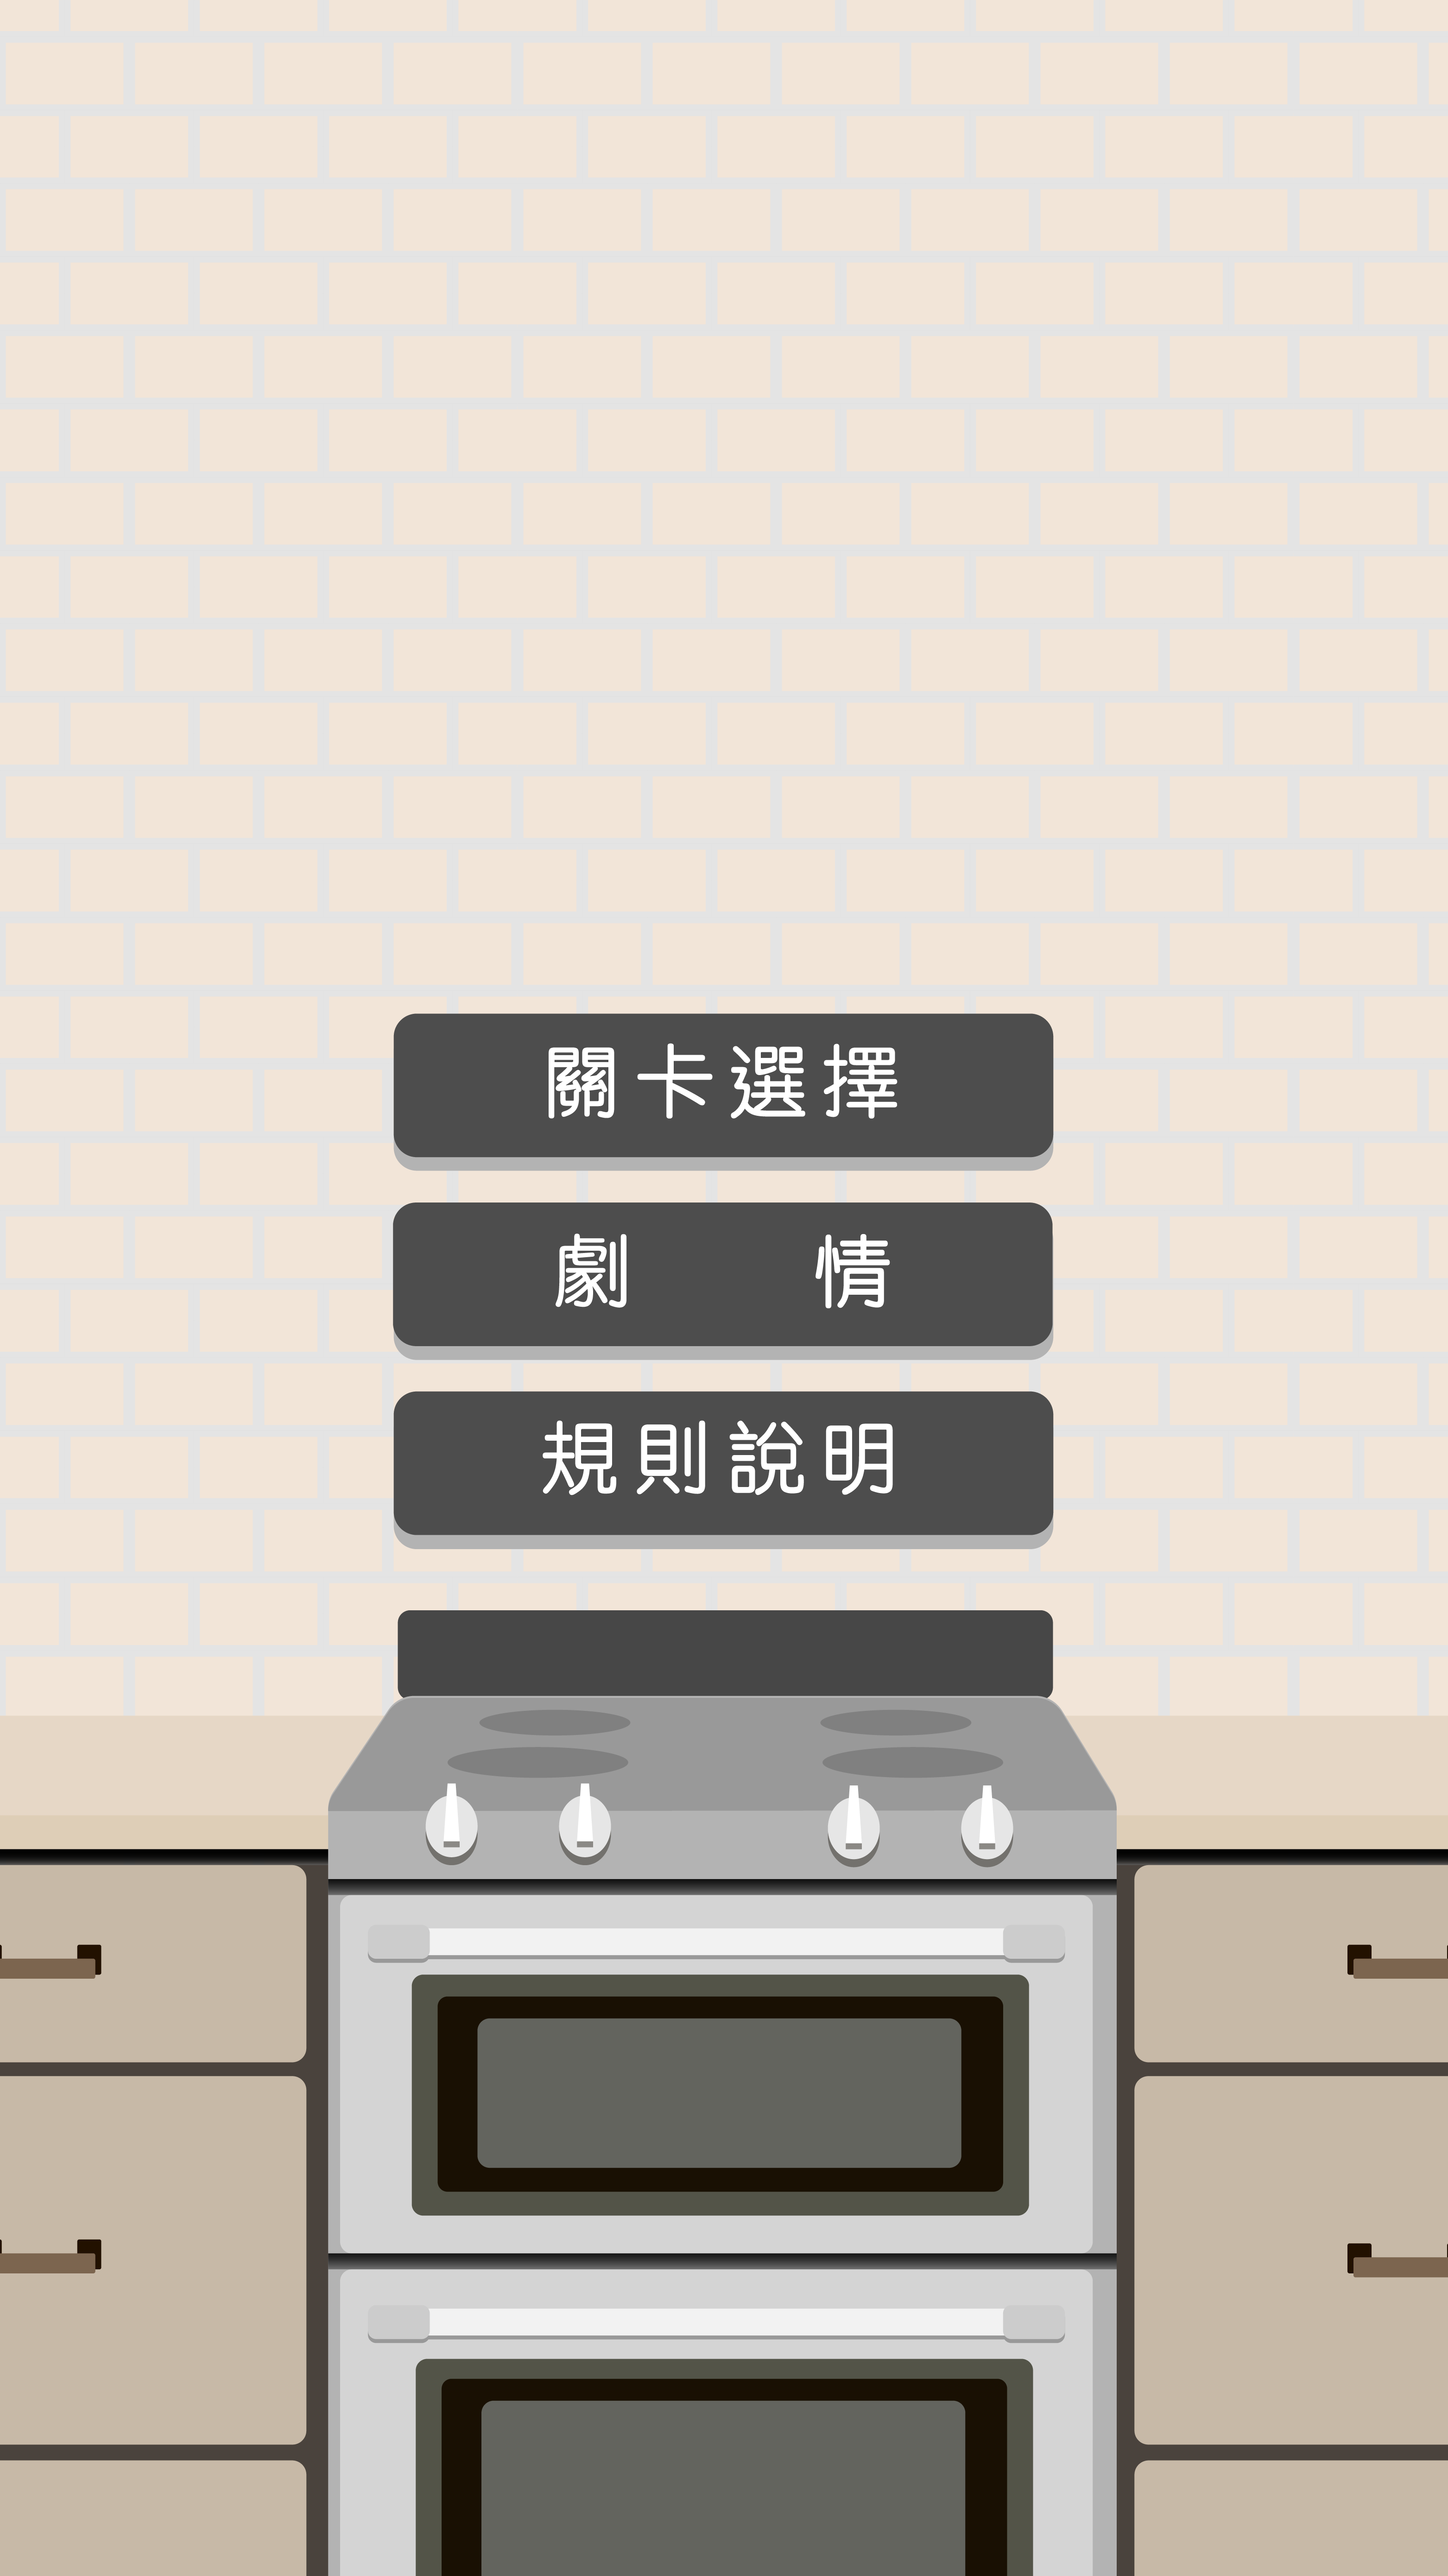 關卡選擇
劇　　情
規則說明